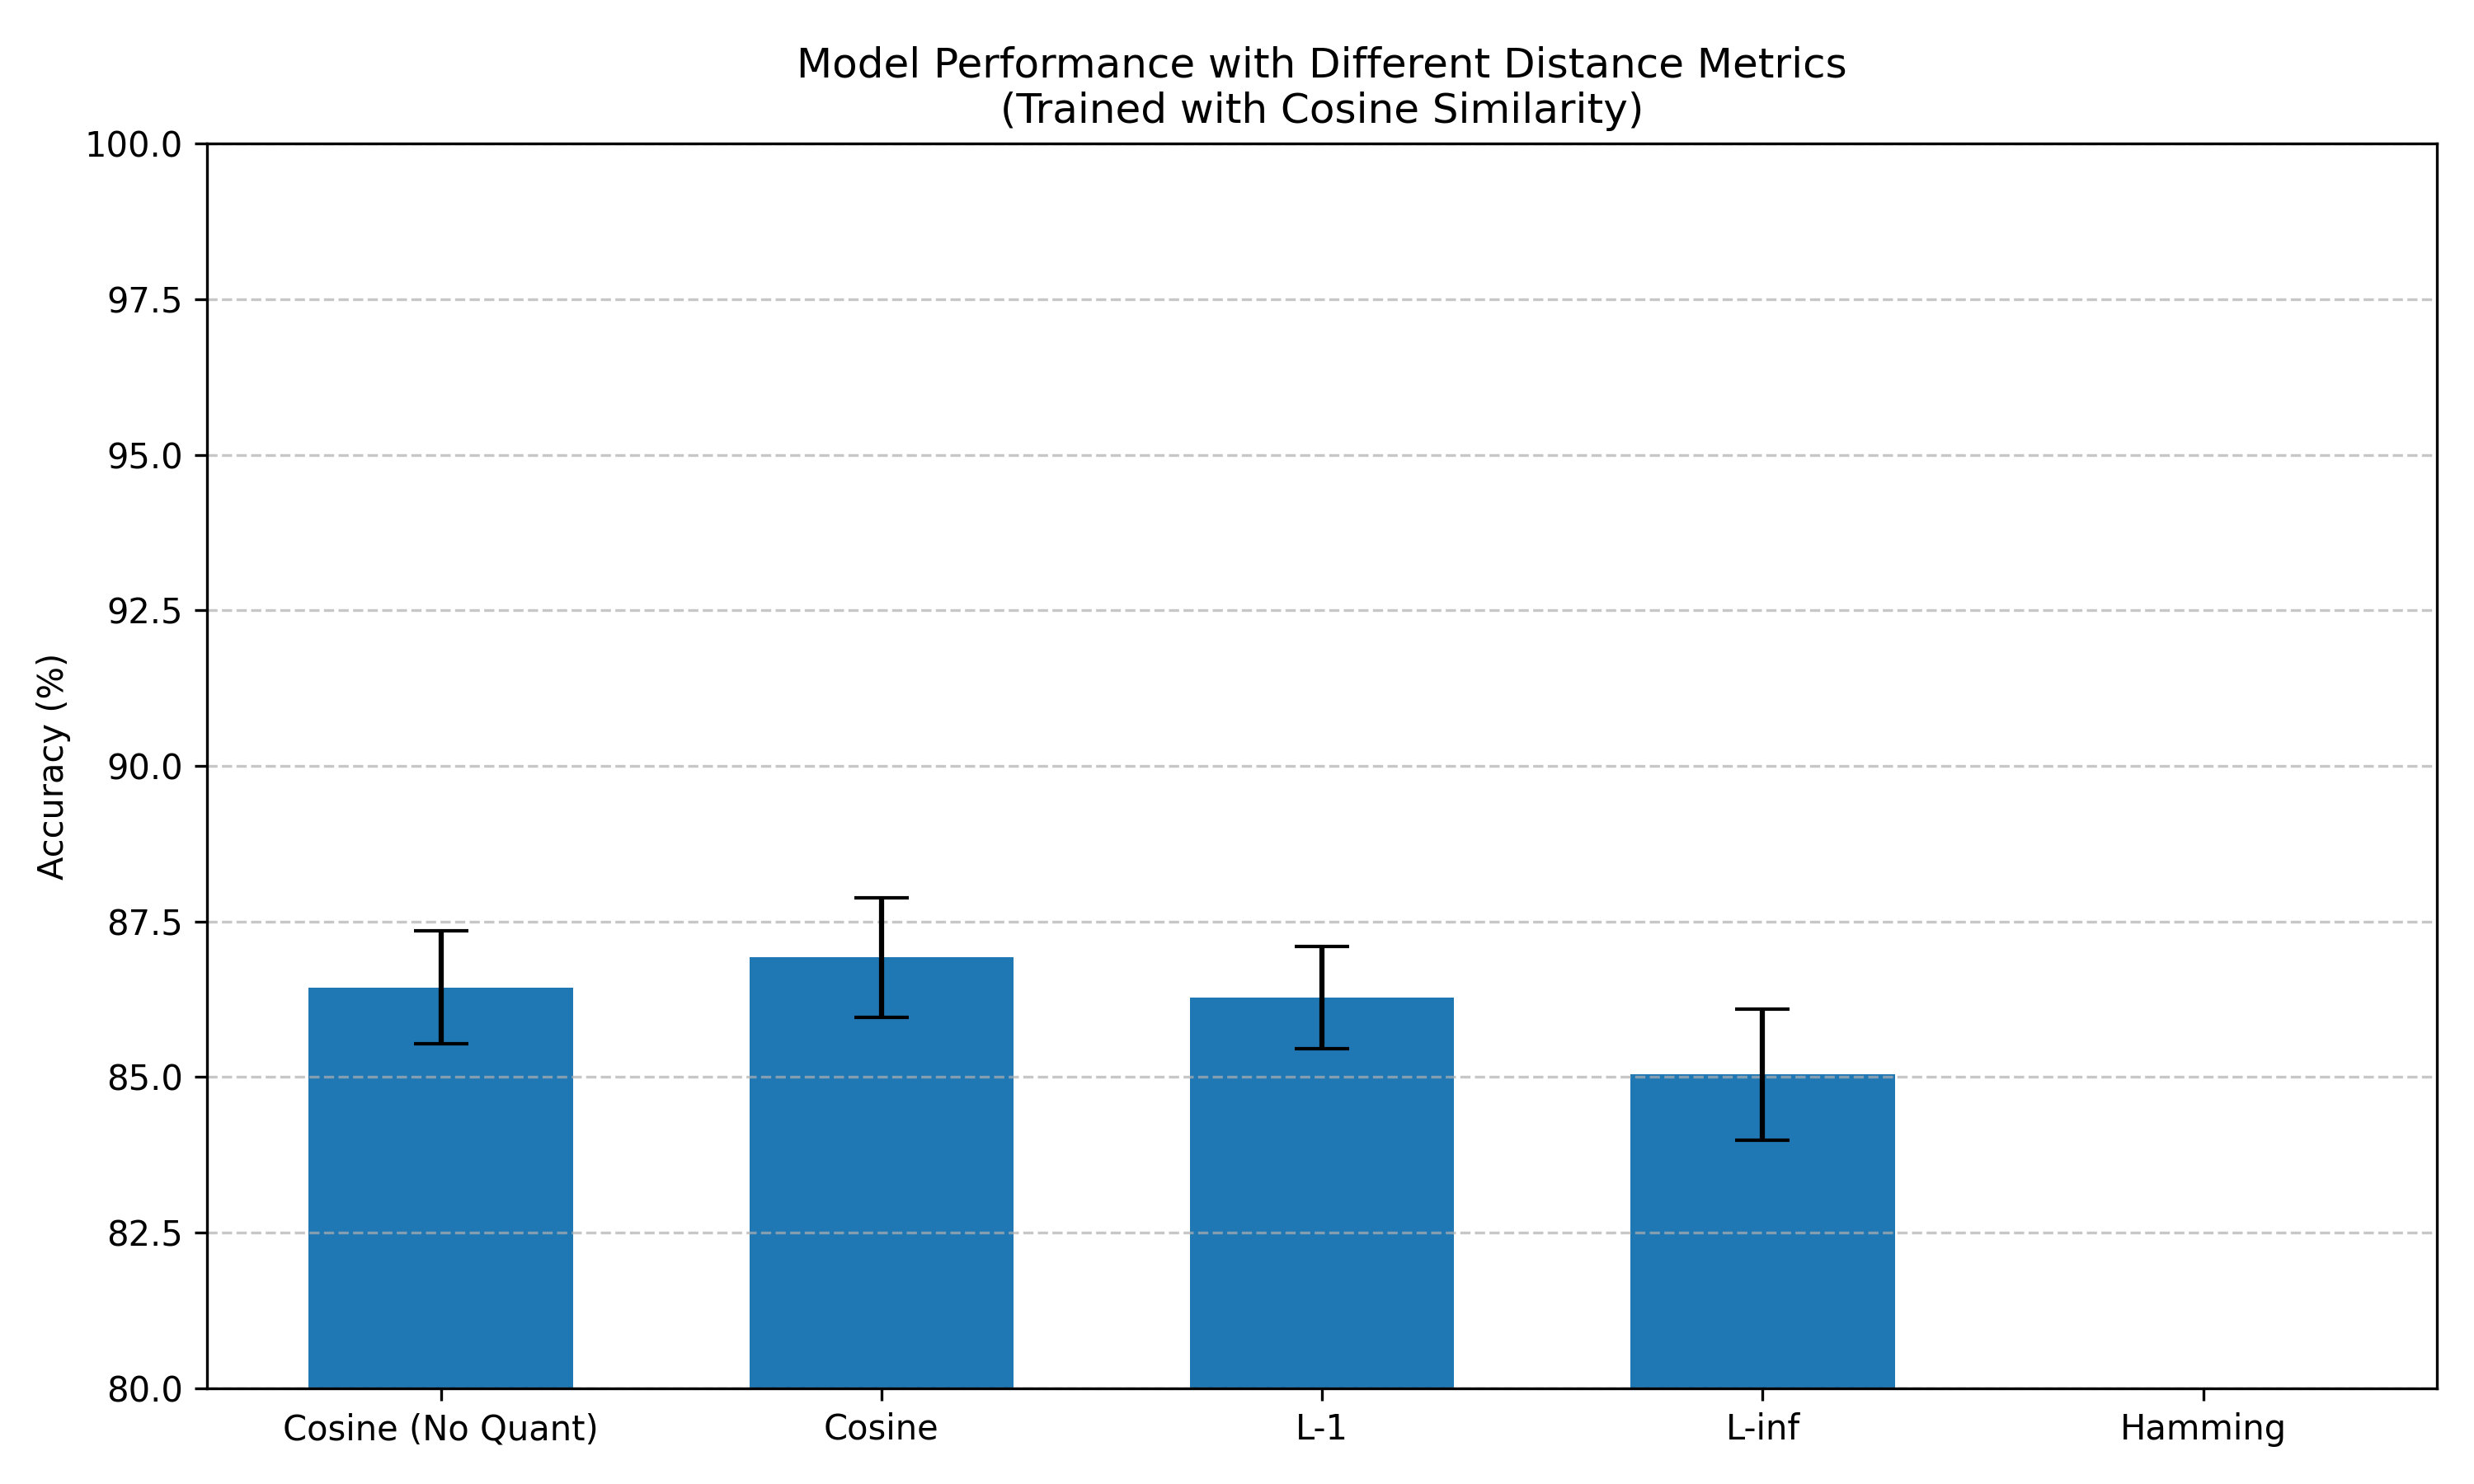 Model Performance with Different Distance Metrics
(Trained with Cosine Similarity)
100.0
97.5
95.0
92.5
90.0
87.5
85.0
82.5
80.0
Accuracy (%)
Cosine (No Quant)
Cosine
L-1
L-inf
Hamming